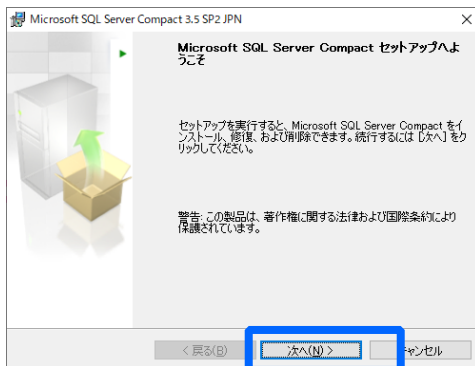 Microsoft SQL Server Compact 3.5 SP2 JPN
Microsoft SQL Server Compact セットアップへよ
うこそ
セットアップを実行すると、Microsoft SQL Server Compact をイ
ンストール、修復、および削除できます。続行するには [次へ] をク
リックしてください。
警告: この製品は、著作権に関する法律および国際条約により
保護されています。
< 戻る(B)
次へ(N) >
ャンセル